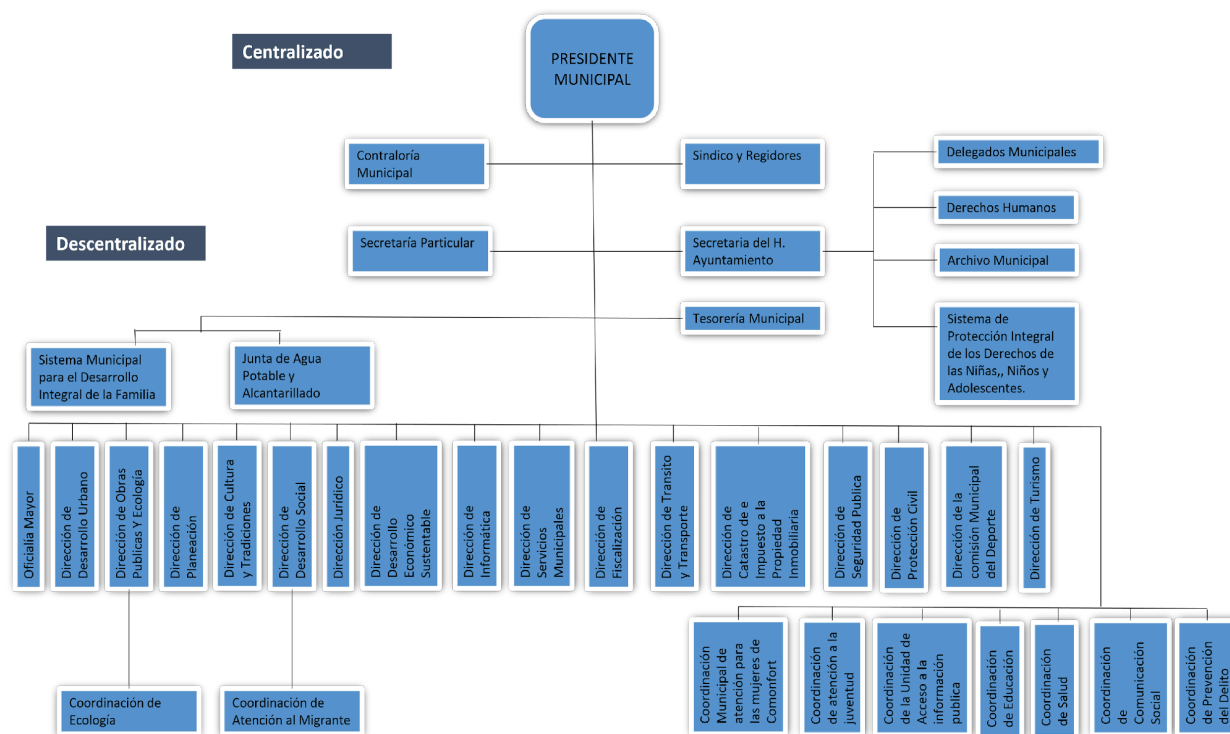 Centralizado
PRESIDENTE
MUNICIPAL
Contraloría
Municipal
Sindico y Regidores
Delegados Municipales
Derechos Humanos
Descentralizado
Secretaría Particular
Secretaria del H.
Ayuntamiento
Archivo Municipal
Tesorería Municipal
Sistema de
Protección Integral
de los Derechos de
las Niñas,, Niños y
Adolescentes.
Sistema Municipal
para el Desarrollo
Integral de la Familia
Junta de Agua
Potable y
Alcantarillado
Oficialía Mayor
Dirección de
Desarrollo Urbano
Dirección de Obras
Publicas Y Ecología
Dirección de
Planeación
Dirección de Cultura
y Tradiciones
Dirección de
Desarrollo Social
Dirección Jurídico
Dirección de
Desarrollo
Económico
Sustentable
Dirección de
Informática
Dirección de
Servicios
Municipales
Dirección de
Fiscalización
Dirección de Transito
y Transporte
Dirección de
Catastro de e
Impuesto a la
Propiedad
Inmobiliaria
Dirección de
Seguridad Publica
Dirección de
Protección Civil
Dirección de la
comisión Municipal
del Deporte
Dirección de Turismo
Coordinación de
Ecología
Coordinación de
Atención al Migrante
Coordinación
Municipal de
atención para
las mujeres de
Comonfort
Coordinación
de atención a la
juventud
Coordinación
de la Unidad de
Acceso a la
información
publica
Coordinación
de Educación
Coordinación
de Salud
Coordinación
de
Comunicación
Social
Coordinación
de Prevención
del Delito